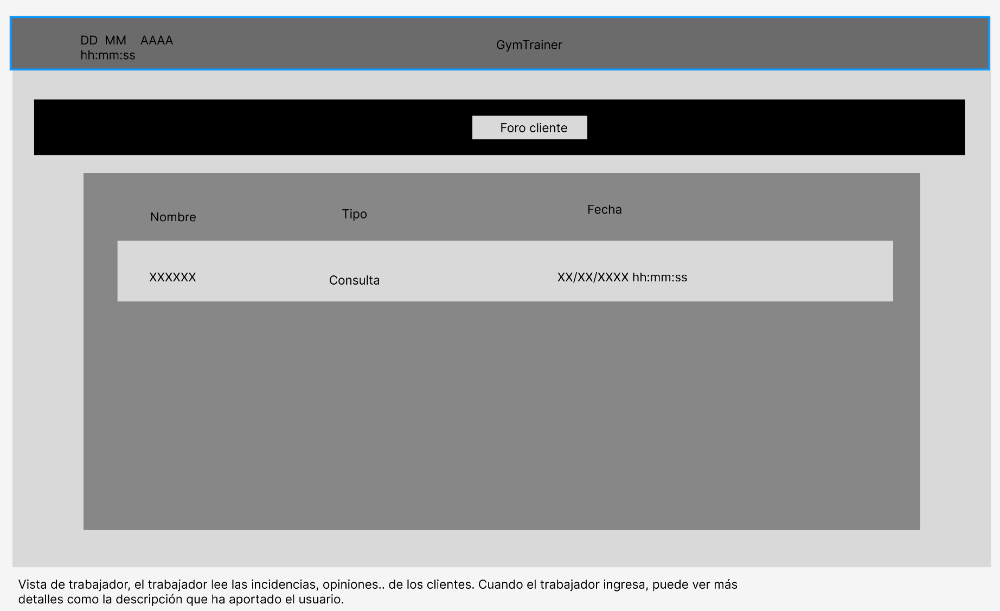 DD MM AAAA
hh:mm:ss
GymTrainer
Foro cliente
Nombre
Tipo
Fecha
XXXXXX
Consulta
XX/XX/XXXX hh:mm:ss
Vista de trabajador, el trabajador lee las incidencias, opiniones.. de los clientes. Cuando el trabajador ingresa, puede ver más
detalles como la descripción que ha aportado el usuario.